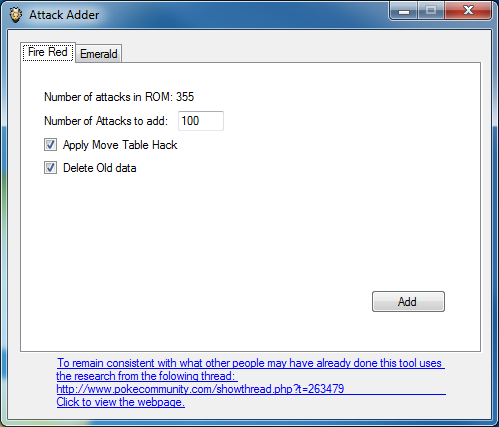 Attack Adder
Fire Red
Emerald
Number of attacks in ROM: 355
Number of Attacks to add: 100
Apply Move Table Hack
Delete Old data
Add
To remain consistent with what other people may have already done this tool uses
the research from the folowing thread:
http://www.pokecommunity.com/showthread.php?t=263479
Click to view the webpage.